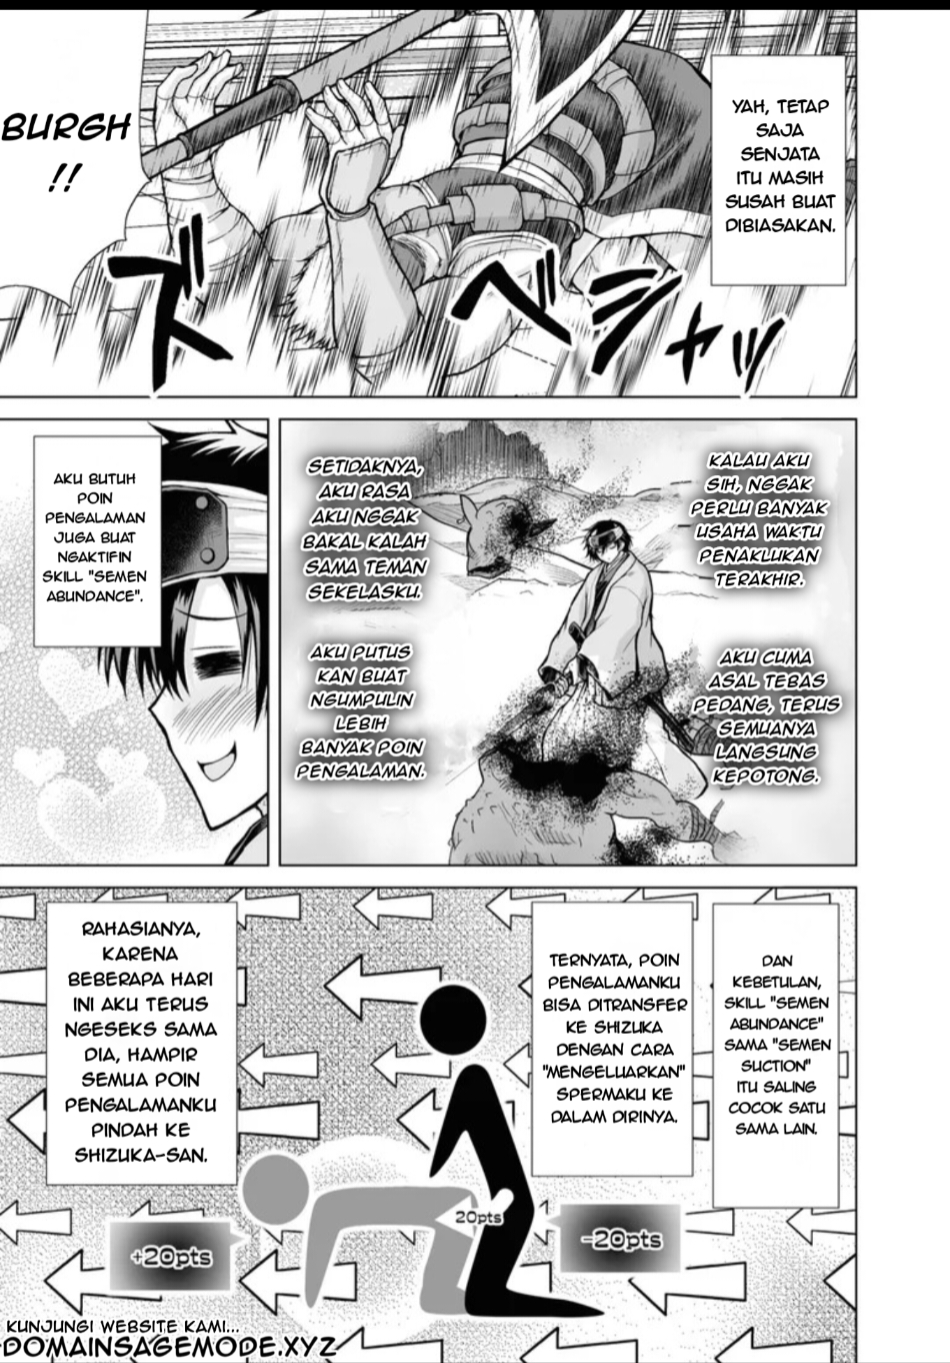 YAH, TETAP
SAJA
SENJATA
ITU MASIH
SUSAH BUAT
DIBIASAKAN.
BURGH
!!
ズベシャッ
KALAU AKU
SIH, NGGAK
PERLU BANYAK
USAHA WAKTU
PENAKLUKAN
TERAKHIR.
AKU CUMA
ASAL TEBAS
PEDANG, TERUS
SEMUANYA
LANGSUNG
KEPOTONG.
SETIDAKNYA,
AKU RASA
AKU NGGAK
BAKAL KALAH
SAMA TEMAN
SEKELASKU.
AKU PUTUS
KAN BUAT
NGUMPULIN
LEBIH
BANYAK POIN
PENGALAMAN.
AKU BUTUH
POIN
PENGALAMAN
JUGA BUAT
NGAKTIFIN
SKILL "SEMEN
ABUNDANCE".
DAN
KEBETULAN,
SKILL "SEMEN
ABUNDANCE"
SAMA "SEMEN
SUCTION"
ITU SALING
COCOK SATU
SAMA LAIN.
TERNYATA, POIN
PENGALAMANKU
BISA DITRANSFER
KE SHIZUKA
DENGAN CARA
"MENGELUARKAN"
SPERMAKU KE
DALAM DIRINYA.
RAHASIANYA,
KARENA
BEBERAPA HARI
INI AKU TERUS
NGESEKS SAMA
DIA, HAMPIR
SEMUA POIN
PENGALAMANKU
PINDAH KE
SHIZUKA-SAN.
-20pts
20pts
+20pts
KUNJUNGI WEBSITE KAMI...
DOMAINSAGEMODE.XYZ